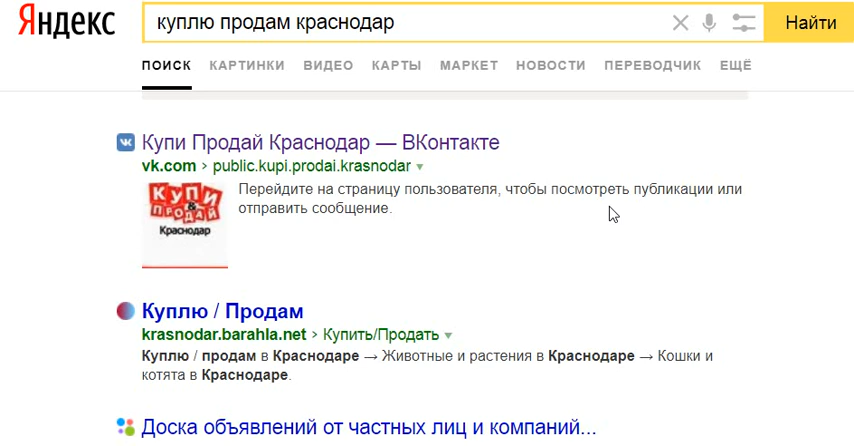 Яндекс
куплю продам краснодар
Найти
ПОИСК КАРТИНКИ ВИДЕО КАРТЫ МАРКЕТ НОВОСТИ ПЕРЕВОДЧИК ЕЩЁ
Купи Продай Краснодар — ВКонтакте
vk.com › public.kupi.prodai.krasnodar
КУПИ
&
ПРОДАЙ
Краснодар
Перейдите на страницу пользователя, чтобы посмотреть публикации или
отправить сообщение.
Куплю / Продам
krasnodar.barahla.net › Купить/Продать
Куплю / продам в Краснодаре → Животные и растения в Краснодаре → Кошки и
котята в Краснодаре.
Доска объявлений от частных лиц и компаний...